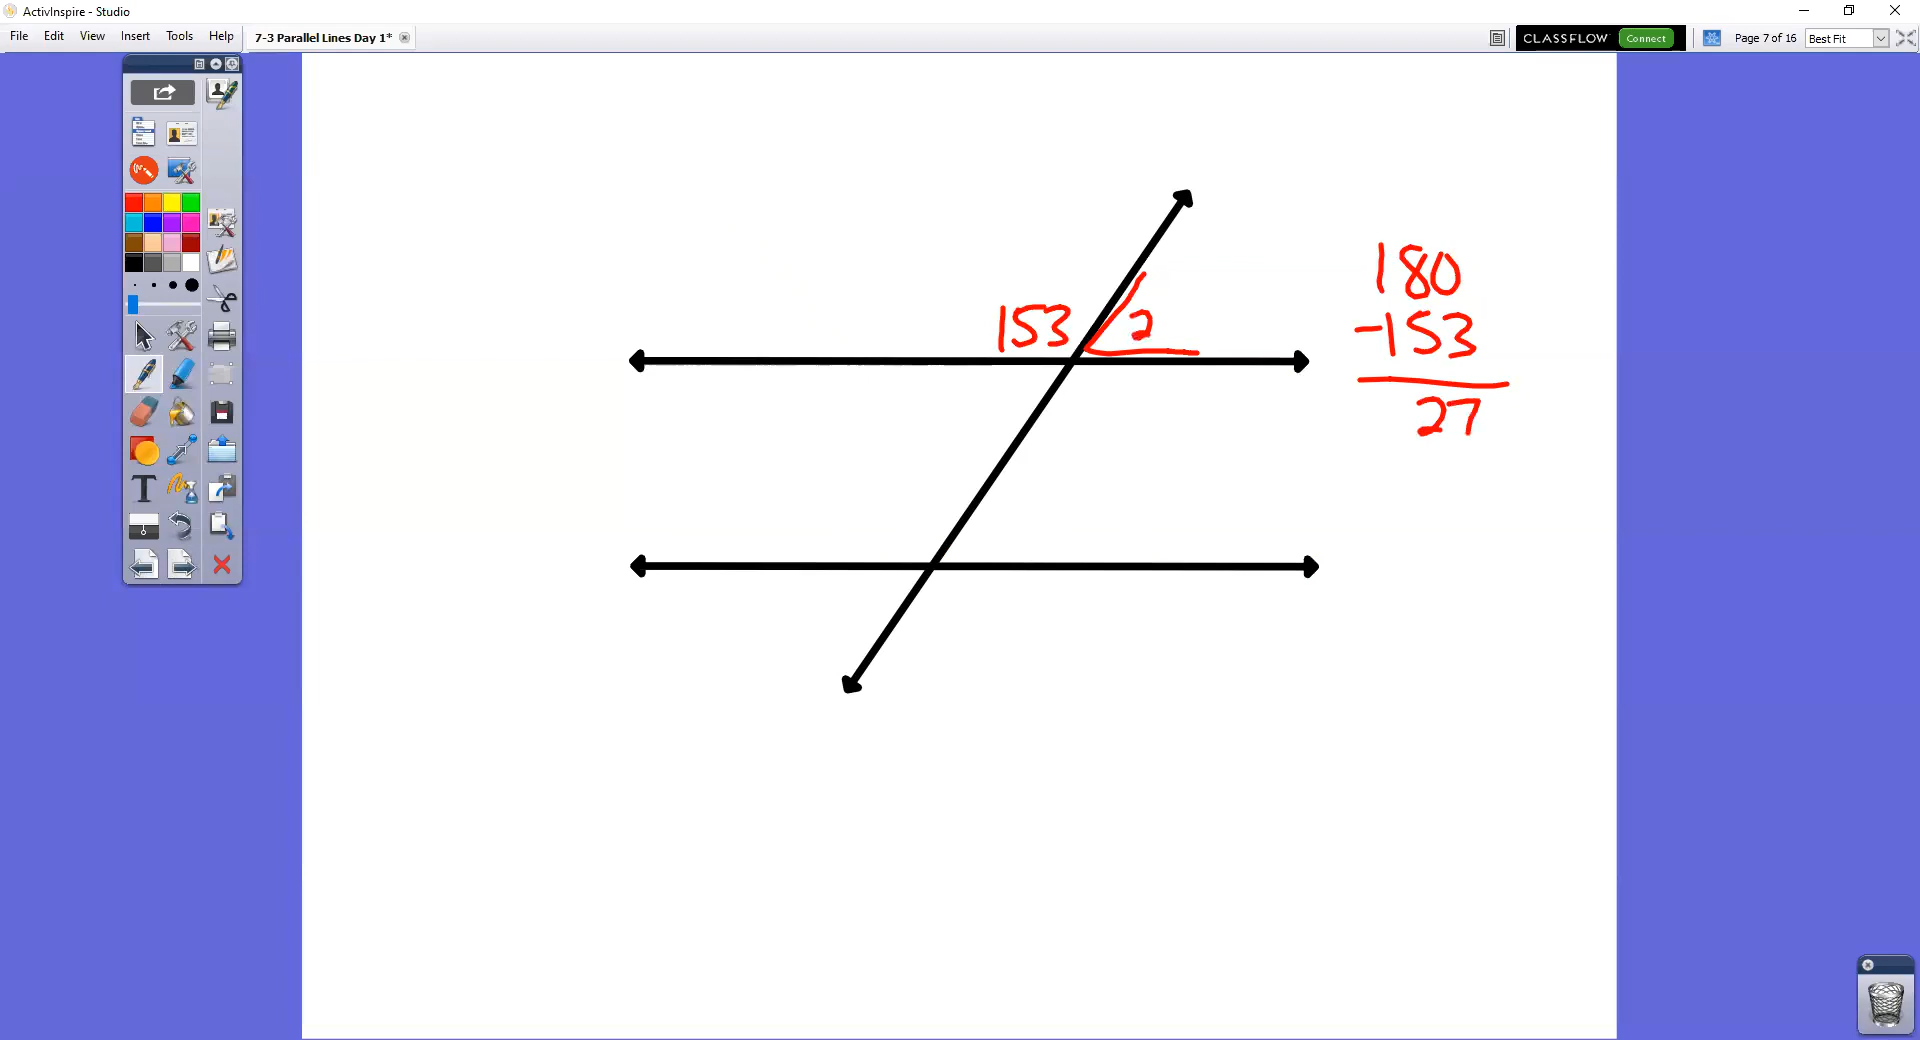 ActivInspire - Studio
File Edit View Insert Tools Help 7-3 Parallel Lines Day 1*
CLASSFLOW Connect Page 7 of 16 Best Fit
180
153 2
-153
27
T